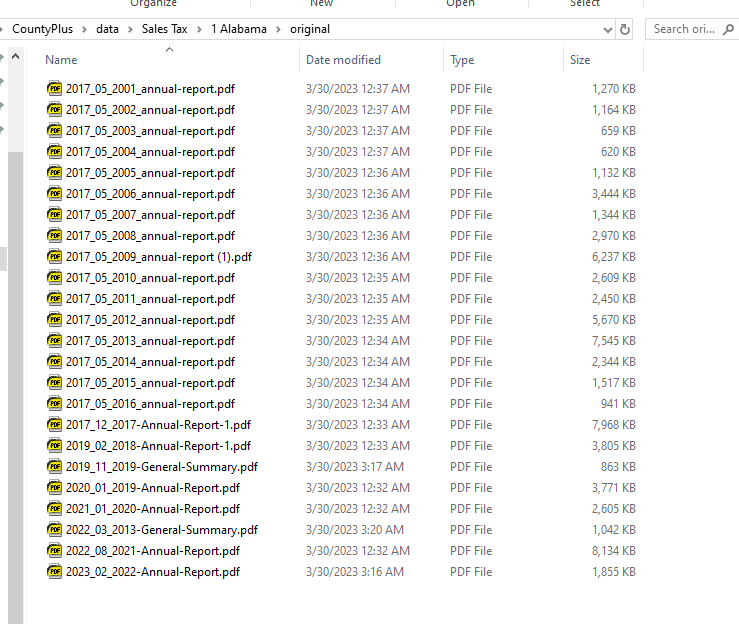 Organize New Open Select
CountyPlus > data > Sales Tax > 1 Alabama > original Search ori...
Name Date modified Type Size
2017_05_2001_annual-report.pdf 3/30/2023 12:37 AM PDF File 1,270 KB
2017_05_2002_annual-report.pdf 3/30/2023 12:37 AM PDF File 1,164 KB
2017_05_2003_annual-report.pdf 3/30/2023 12:37 AM PDF File 659 KB
2017_05_2004_annual-report.pdf 3/30/2023 12:37 AM PDF File 620 KB
2017_05_2005_annual-report.pdf 3/30/2023 12:36 AM PDF File 1,132 KB
2017_05_2006_annual-report.pdf 3/30/2023 12:36 AM PDF File 3,444 KB
2017_05_2007_annual-report.pdf 3/30/2023 12:36 AM PDF File 1,344 KB
2017_05_2008_annual-report.pdf 3/30/2023 12:36 AM PDF File 2,970 KB
2017_05_2009_annual-report (1).pdf 3/30/2023 12:36 AM PDF File 6,237 KB
2017_05_2010_annual-report.pdf 3/30/2023 12:35 AM PDF File 2,609 KB
2017_05_2011_annual-report.pdf 3/30/2023 12:35 AM PDF File 2,450 KB
2017_05_2012_annual-report.pdf 3/30/2023 12:35 AM PDF File 5,670 KB
2017_05_2013_annual-report.pdf 3/30/2023 12:34 AM PDF File 7,545 KB
2017_05_2014_annual-report.pdf 3/30/2023 12:34 AM PDF File 2,344 KB
2017_05_2015_annual-report.pdf 3/30/2023 12:34 AM PDF File 1,517 KB
2017_05_2016_annual-report.pdf 3/30/2023 12:34 AM PDF File 941 KB
2017_12_2017-Annual-Report-1.pdf 3/30/2023 12:33 AM PDF File 7,968 KB
2019_02_2018-Annual-Report-1.pdf 3/30/2023 12:33 AM PDF File 3,805 KB
2019_11_2019-General-Summary.pdf 3/30/2023 3:17 AM PDF File 863 KB
2020_01_2019-Annual-Report.pdf 3/30/2023 12:32 AM PDF File 3,771 KB
2021_01_2020-Annual-Report.pdf 3/30/2023 12:32 AM PDF File 2,605 KB
2022_03_2013-General-Summary.pdf 3/30/2023 3:20 AM PDF File 1,042 KB
2022_08_2021-Annual-Report.pdf 3/30/2023 12:32 AM PDF File 8,134 KB
2023_02_2022-Annual-Report.pdf 3/30/2023 3:16 AM PDF File 1,855 KB